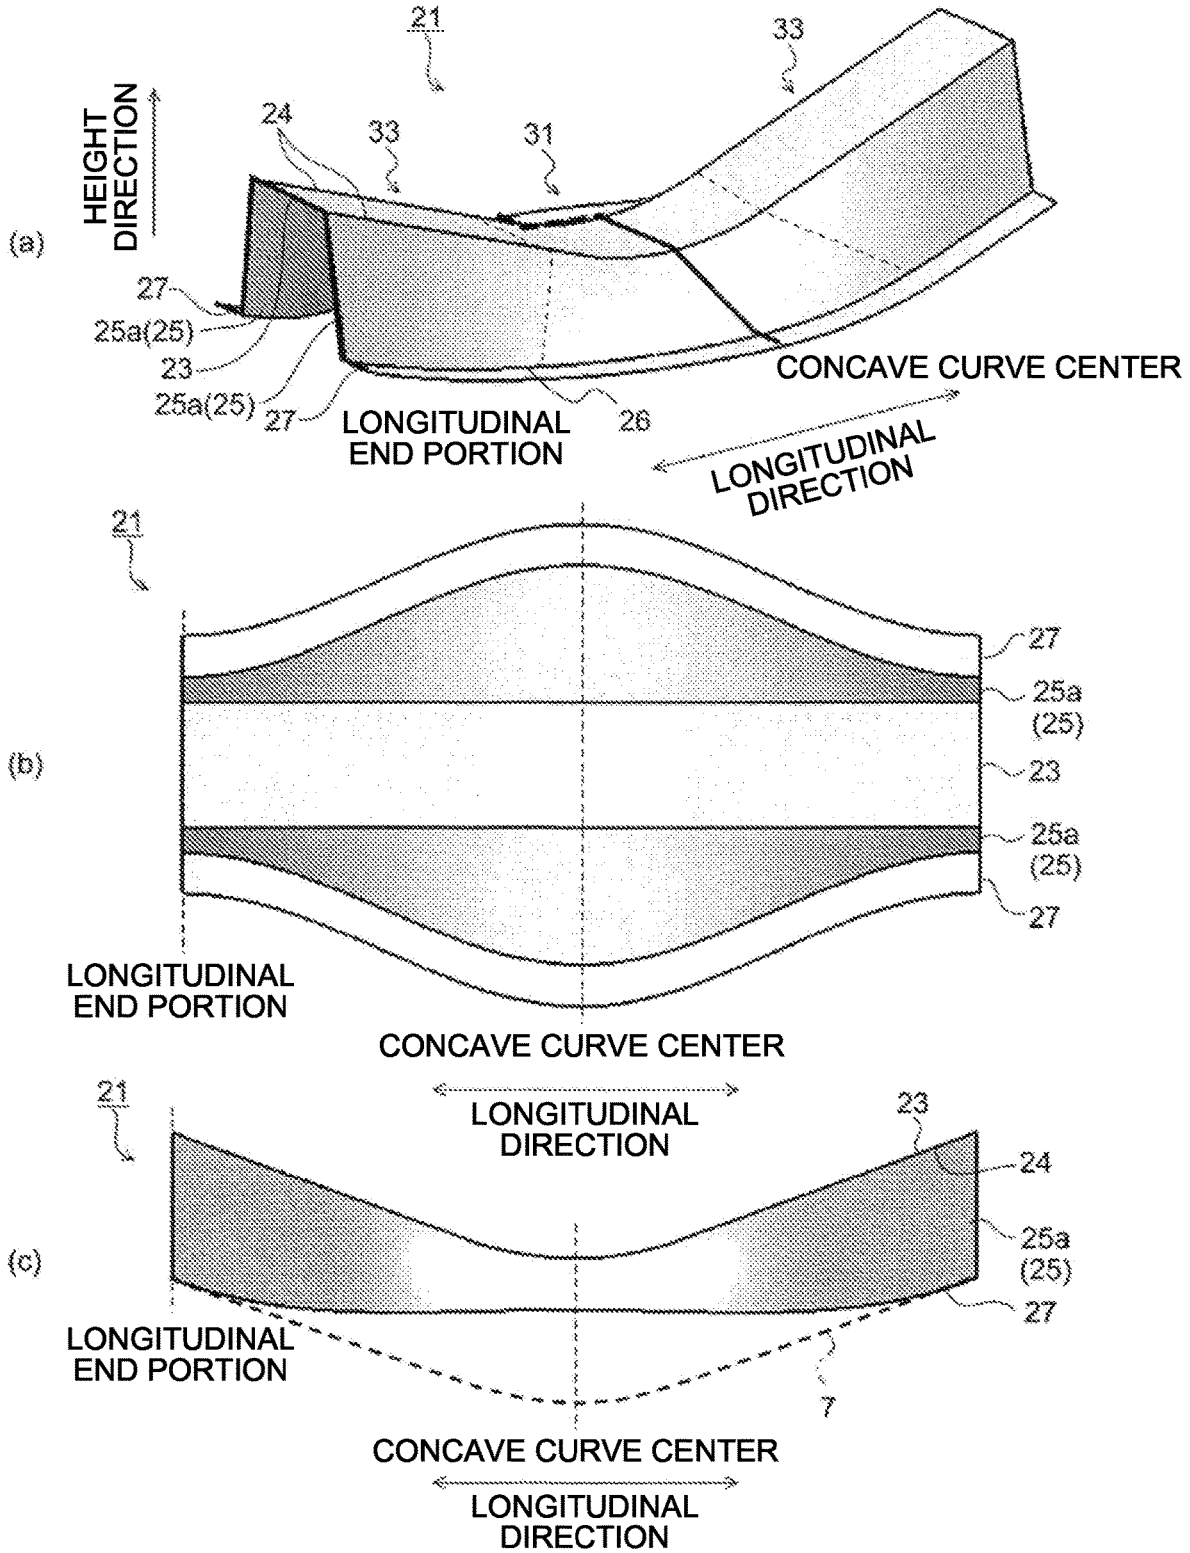 21
33
HEIGHT
DIRECTION
24
33
31
(a)
27
25a(25)
23
25a(25)
27
26
CONCAVE CURVE CENTER
LONGITUDINAL
END PORTION
LONGITUDINAL
DIRECTION
21
27
25a
(25)
(b)
23
25a
(25)
27
LONGITUDINAL
END PORTION
CONCAVE CURVE CENTER
LONGITUDINAL
DIRECTION
21
23
24
(c)
25a
(25)
27
LONGITUDINAL
END PORTION
7
CONCAVE CURVE CENTER
LONGITUDINAL
DIRECTION